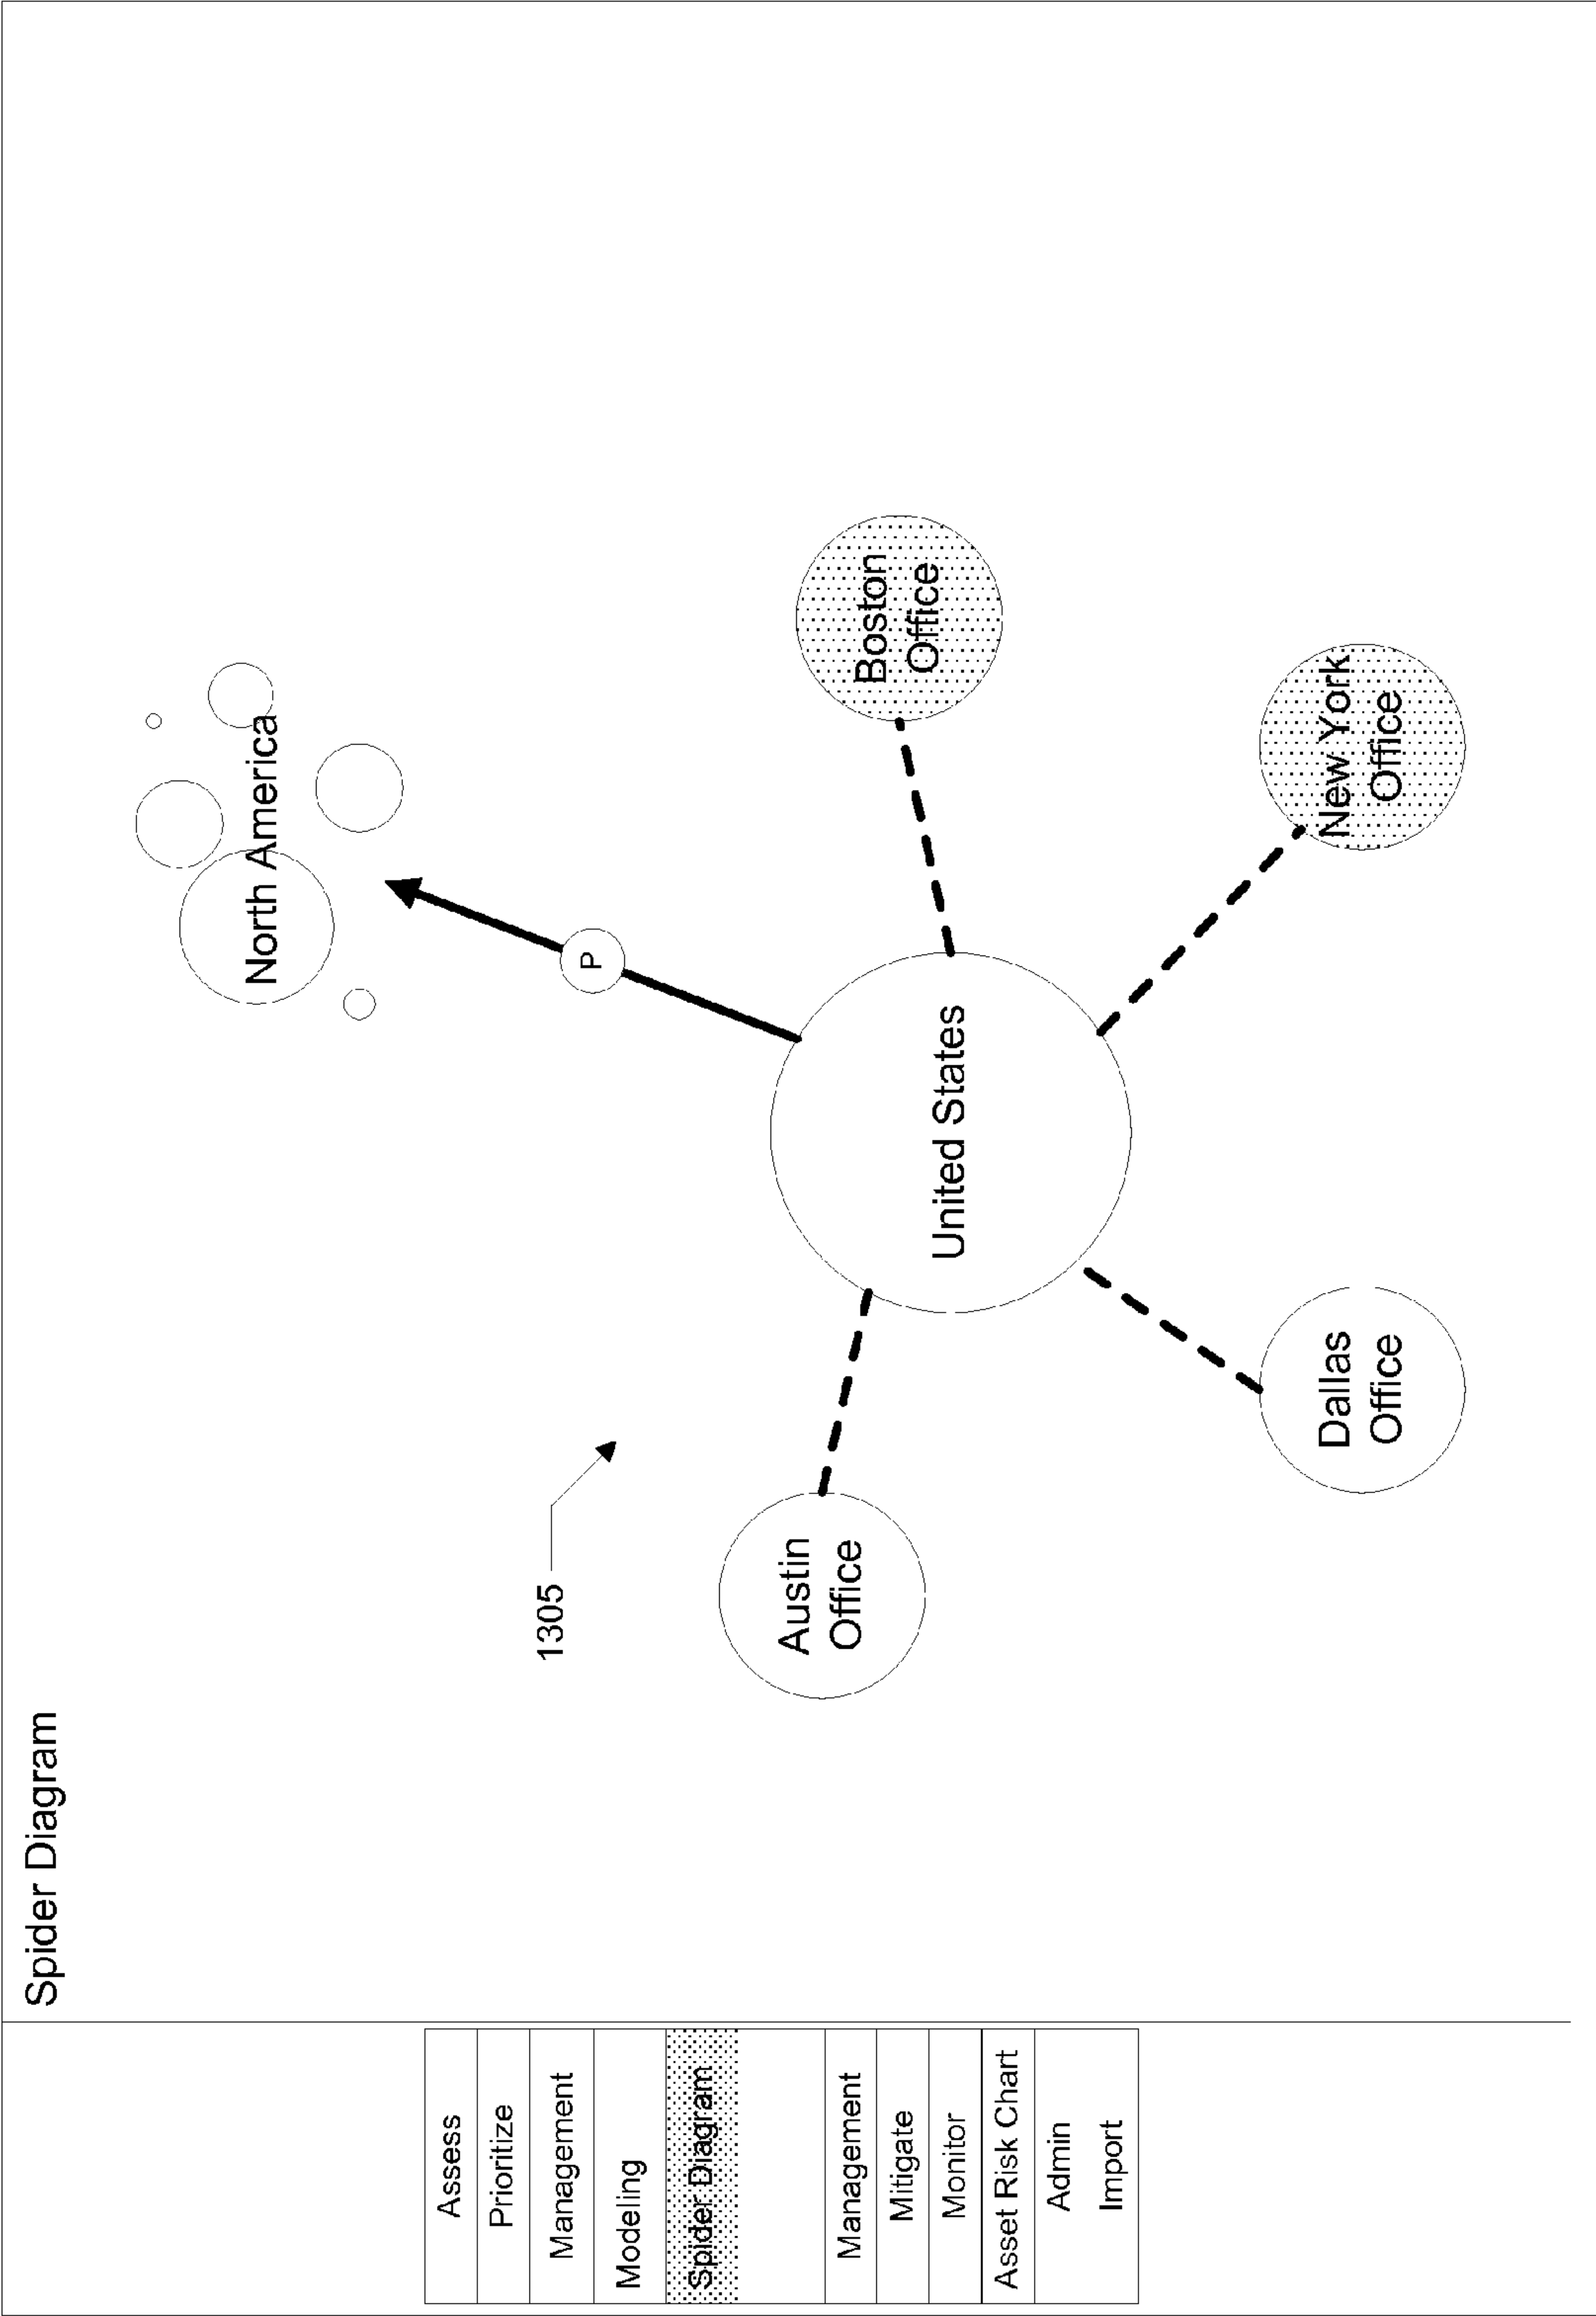 Spider Diagram
Assess
Prioritize
Management
Modeling
Spider Diagram
Management
Mitigate
Monitor
Asset Risk Chart
Admin
Import
North America
1305
P
Austin
Office
United States
Boston
Office
Dallas
Office
New York
Office